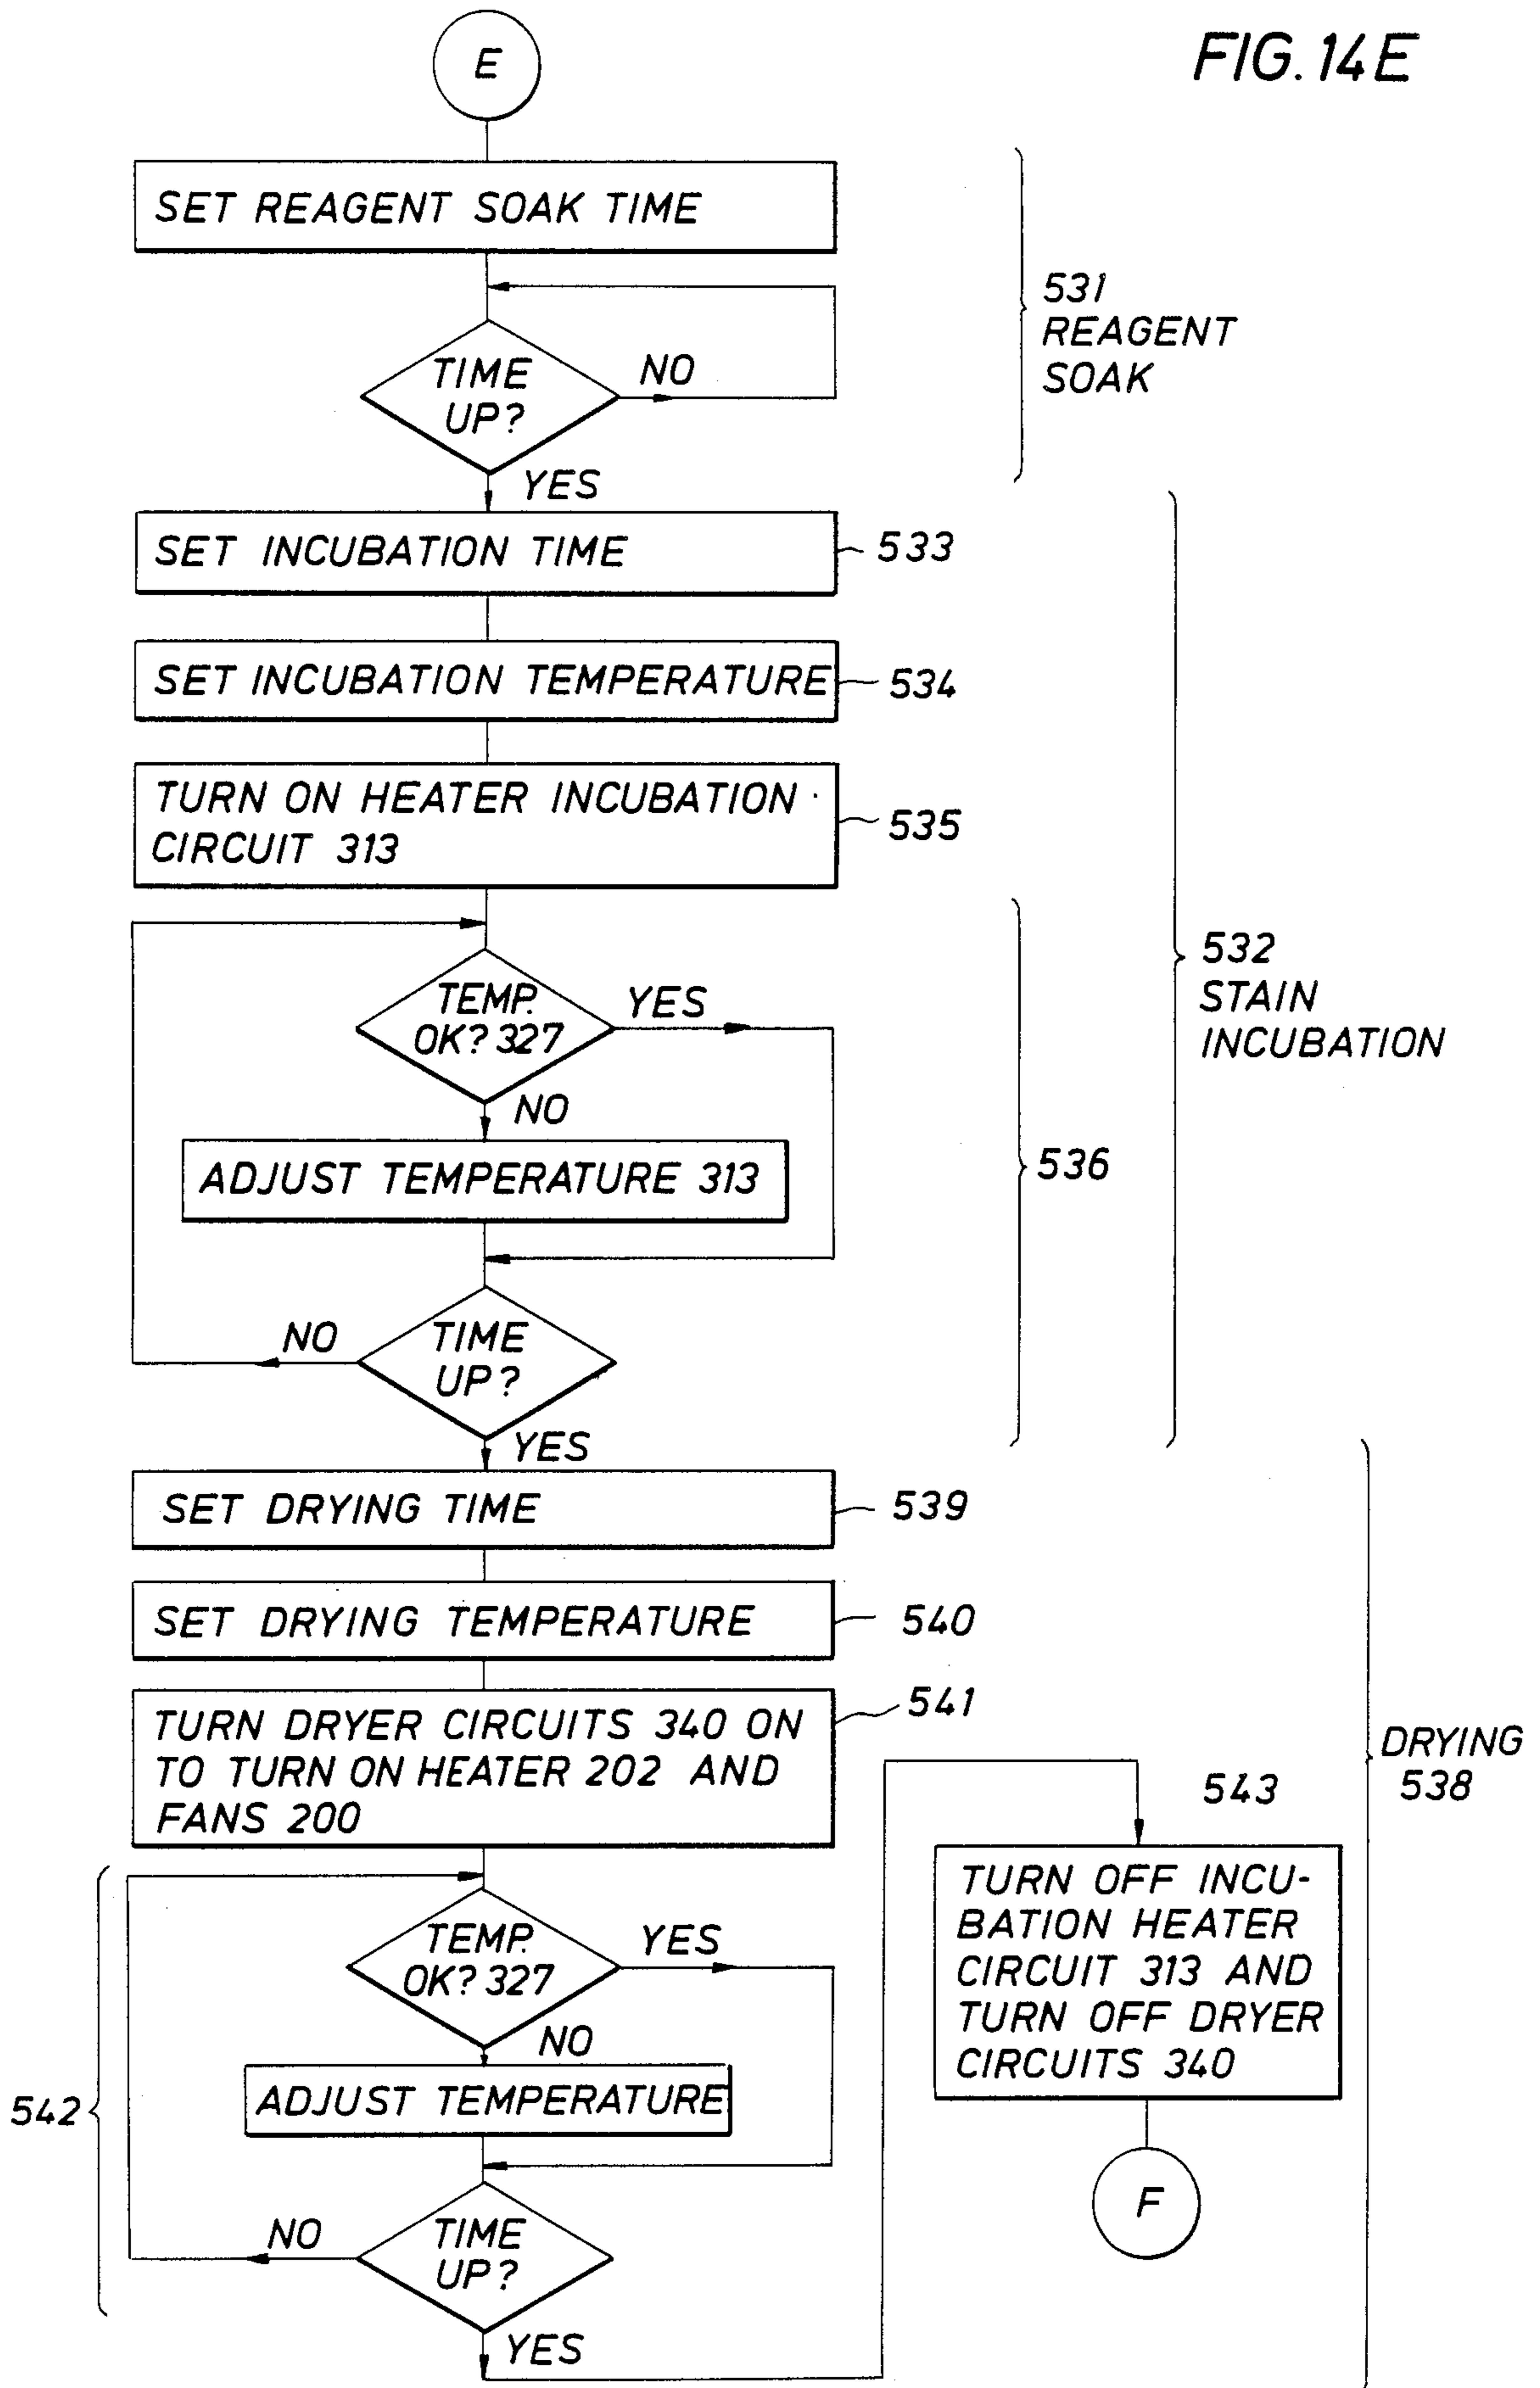 FIG. 14E
E
SET REAGENT SOAK TIME
531
REAGENT
SOAK
TIME
UP?
NO
YES
SET INCUBATION TIME
533
SET INCUBATION TEMPERATURE
534
TURN ON HEATER INCUBATION
CIRCUIT 313
535
532
STAIN
INCUBATION
TEMP.
OK? 327
YES
NO
ADJUST TEMPERATURE 313
536
TIME
UP?
NO
YES
SET DRYING TIME
539
SET DRYING TEMPERATURE
540
TURN DRYER CIRCUITS 340 ON
TO TURN ON HEATER 202 AND
FANS 200
541
DRYING
538
TEMP.
OK? 327
YES
NO
ADJUST TEMPERATURE
542
TIME
UP?
NO
YES
543
TURN OFF INCU-
BATION HEATER
CIRCUIT 313 AND
TURN OFF DRYER
CIRCUITS 340
F